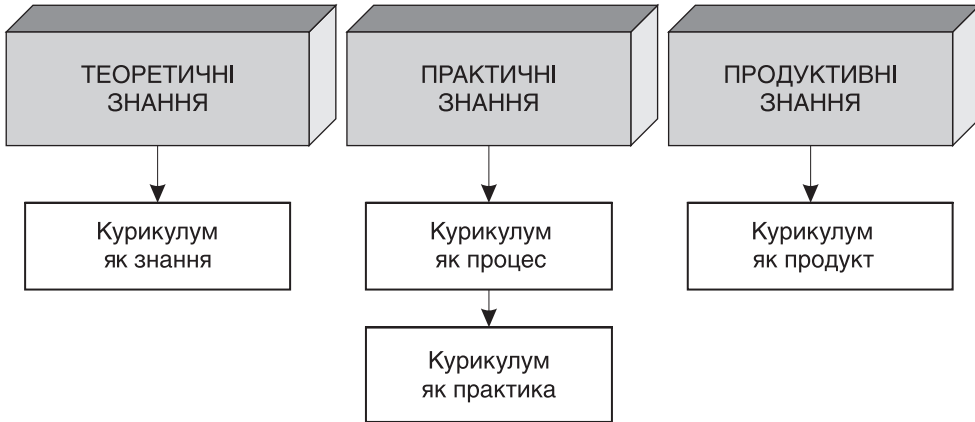 ТЕОРЕТИЧНІ
ЗНАННЯ
ПРАКТИЧНІ
ЗНАННЯ
ПРОДУКТИВНІ
ЗНАННЯ
Курикулум
як знання
Курикулум
як процес
Курикулум
як продукт
Курикулум
як практика